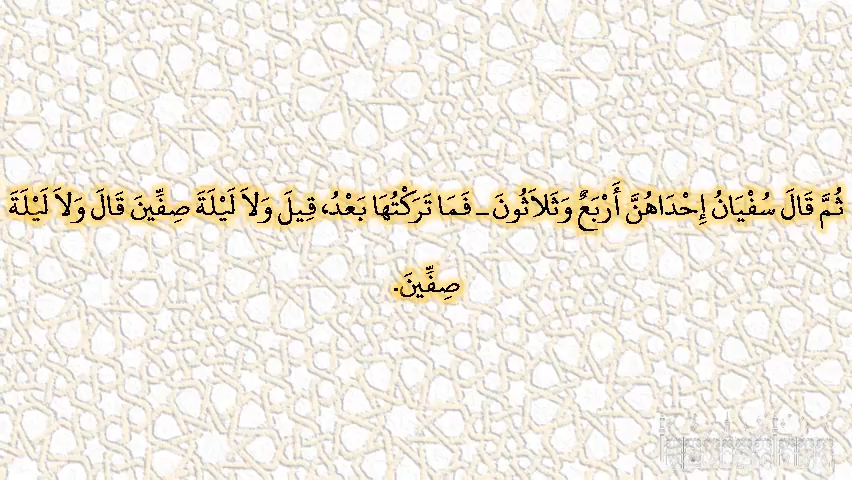 ثُمَّ قَالَ سُفْيَانُ إِحْدَاهُنَّ أَرْبَعٌ وَثَلاَثُونَ ـ فَمَا تَرَكْتُهَا بَعْدُ، قِيلَ وَلاَ لَيْلَةَ صِفِّينَ قَالَ وَلاَ لَيْلَةَ
صِفِّينَ.